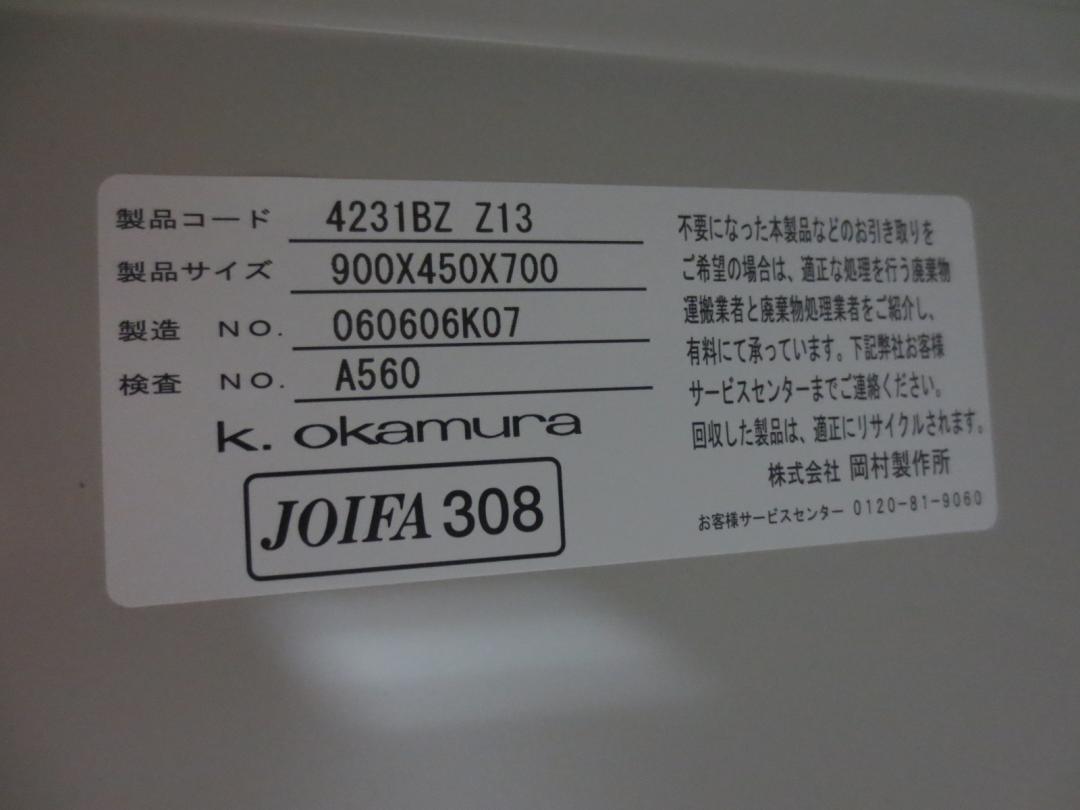 製品コード 4231BZ Z13
製品サイズ 900X450X700
製造 NO. 060606K07
検査 NO. A560
k. okamura
JOIFA 308
不要になった本製品などのお引き取りを
ご希望の場合は、適正な処理を行う廃棄物
運搬業者と廃棄物処理業者をご紹介し、
有料にて承っています。下記弊社お客様
サービスセンターまでご連絡ください。
回収した製品は、適正にリサイクルされます。
株式会社 岡村製作所
お客様サービスセンター 0120-81-9060